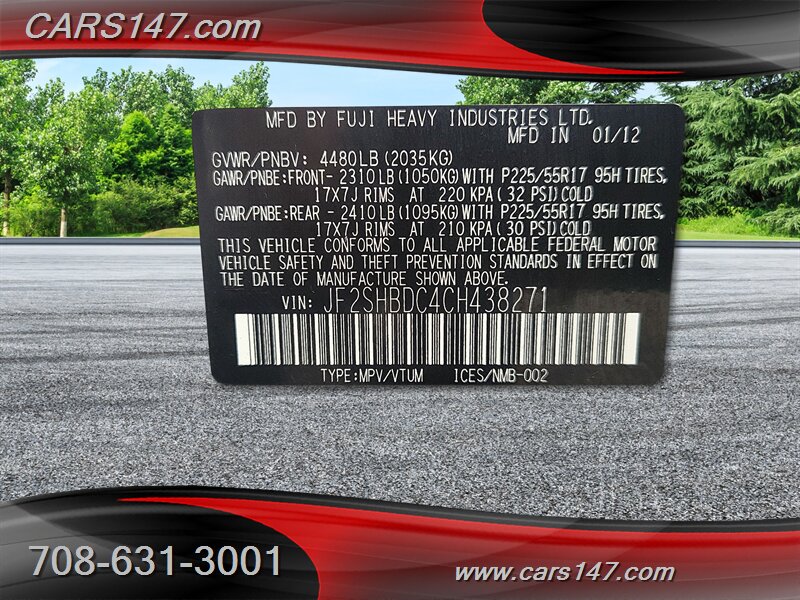 CARS147.com
MFD BY FUJI HEAVY INDUSTRIES LTD.
MFD IN 01/12
GVWR/PNBV: 4480LB (2035KG)
GAWR/PNBE:FRONT- 2310LB (1050KG) WITH P225/55R17 95H TIRES,
17X7J RIMS AT 220 KPA (32 PSI) COLD
GAWR/PNBE:REAR - 2410LB (1095KG) WITH P225/55R17 95H TIRES,
17X7J RIMS AT 210 KPA (30 PSI) COLD
THIS VEHICLE CONFORMS TO ALL APPLICABLE FEDERAL MOTOR
VEHICLE SAFETY AND THEFT PREVENTION STANDARDS IN EFFECT ON
THE DATE OF MANUFACTURE SHOWN ABOVE.
VIN: JF2SHBDC4CH438271
TYPE:MPV/VTUM ICES/NMB-002
708-631-3001
www.cars147.com